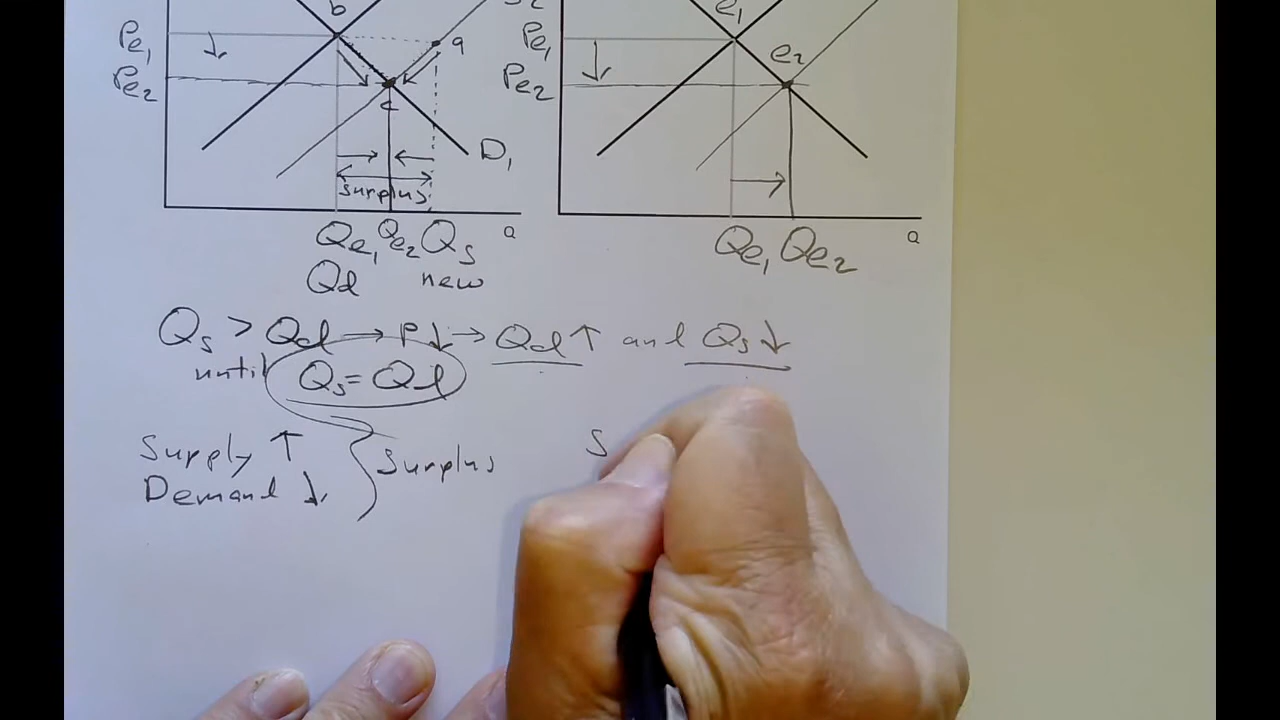 b
S2
Pe1
a
Pe2
c
D1
surplus
Qe1 Qe2 Qs
Q
Qd
new
e1
Pe1
e2
Pe2
Qe1 Qe2
Q
Qs > Qd → P↓ → Qd ↑ and Qs ↓
until Qs = Qd
Supply ↑
Demand ↓
Surplus
S